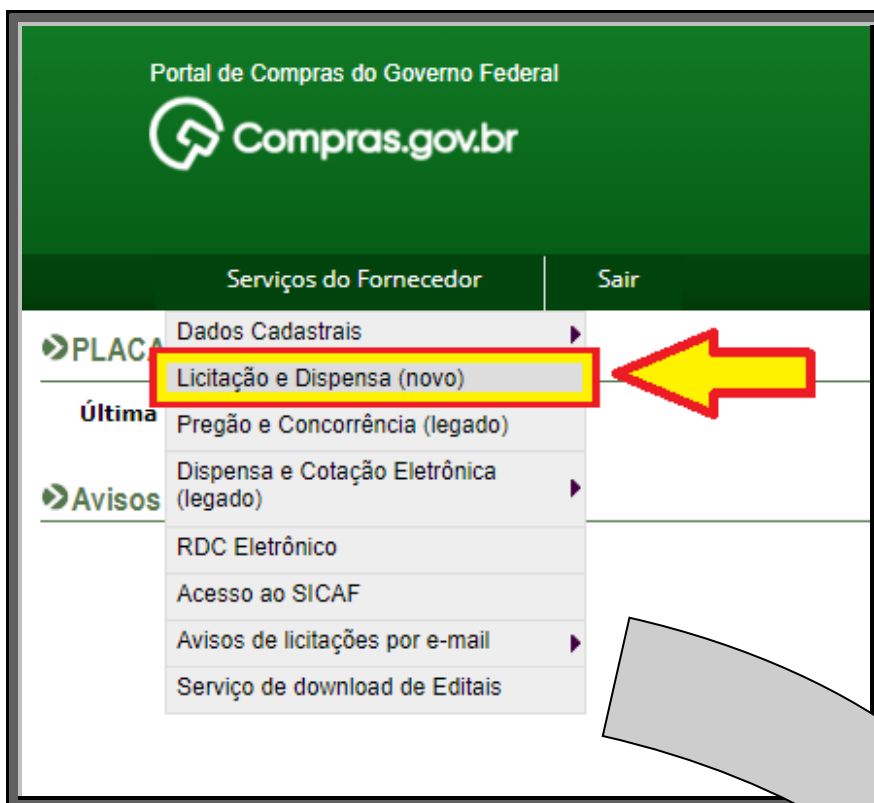 Portal de Compras do Governo Federal
Compras.gov.br
Serviços do Fornecedor
Sair
PLACA
Última
Avisos
Dados Cadastrais
Licitação e Dispensa (novo)
Pregão e Concorrência (legado)
Dispensa e Cotação Eletrônica
(legado)
RDC Eletrônico
Acesso ao SICAF
Avisos de licitações por e-mail
Serviço de download de Editais